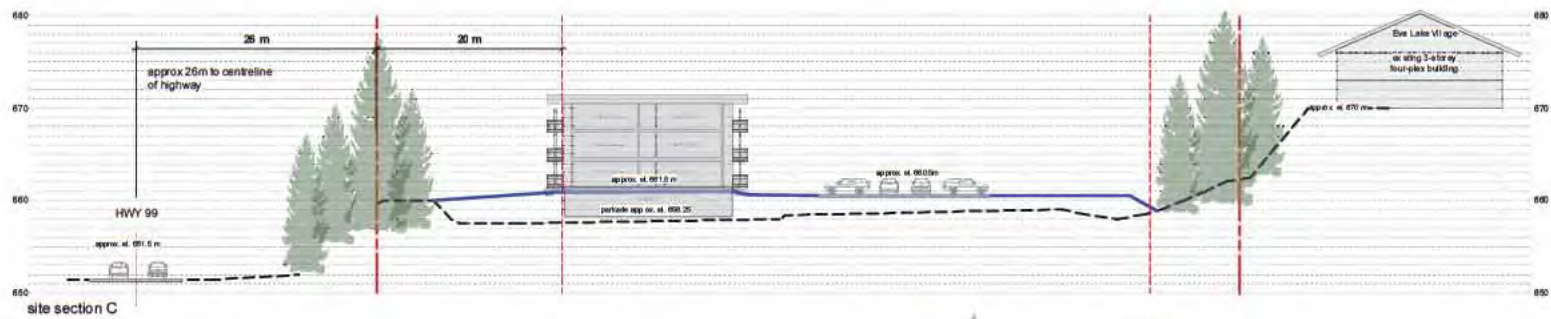 680
680
26 m
20 m
approx 26m to centreline
of highway
Eva Lake Village
existing 3-storey
four-plex building
670
approx. el. 670 m
670
approx. el. 661.5 m
approx. el. 660.5m
660
parkade approx. el. 658.25
660
HWY 99
approx. el. 651.5 m
650
650
site section C